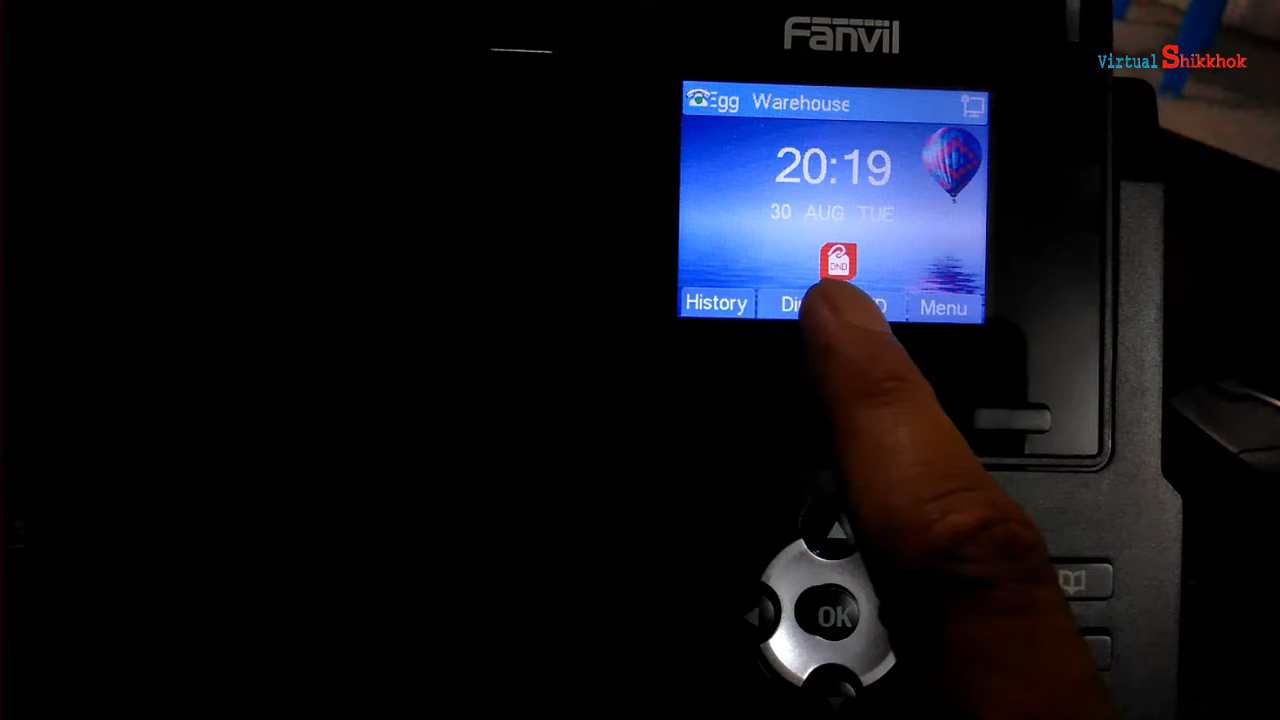 Fanvil
Virtual Shikkhok
Egg Warehouse
20:19
30 AUG TUE
DND
History
Menu
OK